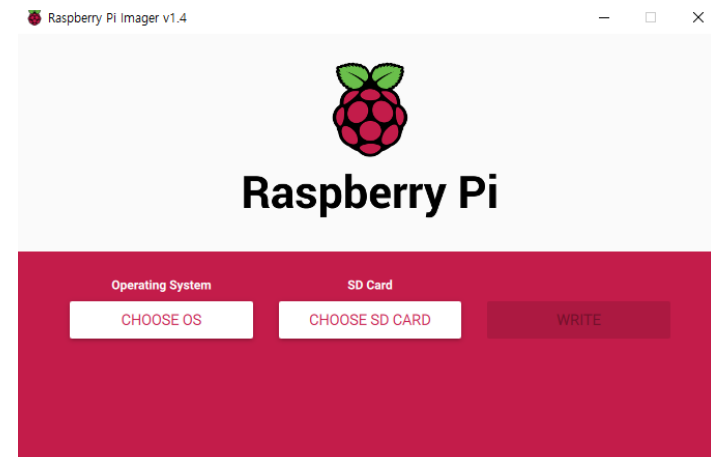 Raspberry Pi Imager v1.4
Raspberry Pi
Operating System
SD Card
CHOOSE OS
CHOOSE SD CARD
WRITE